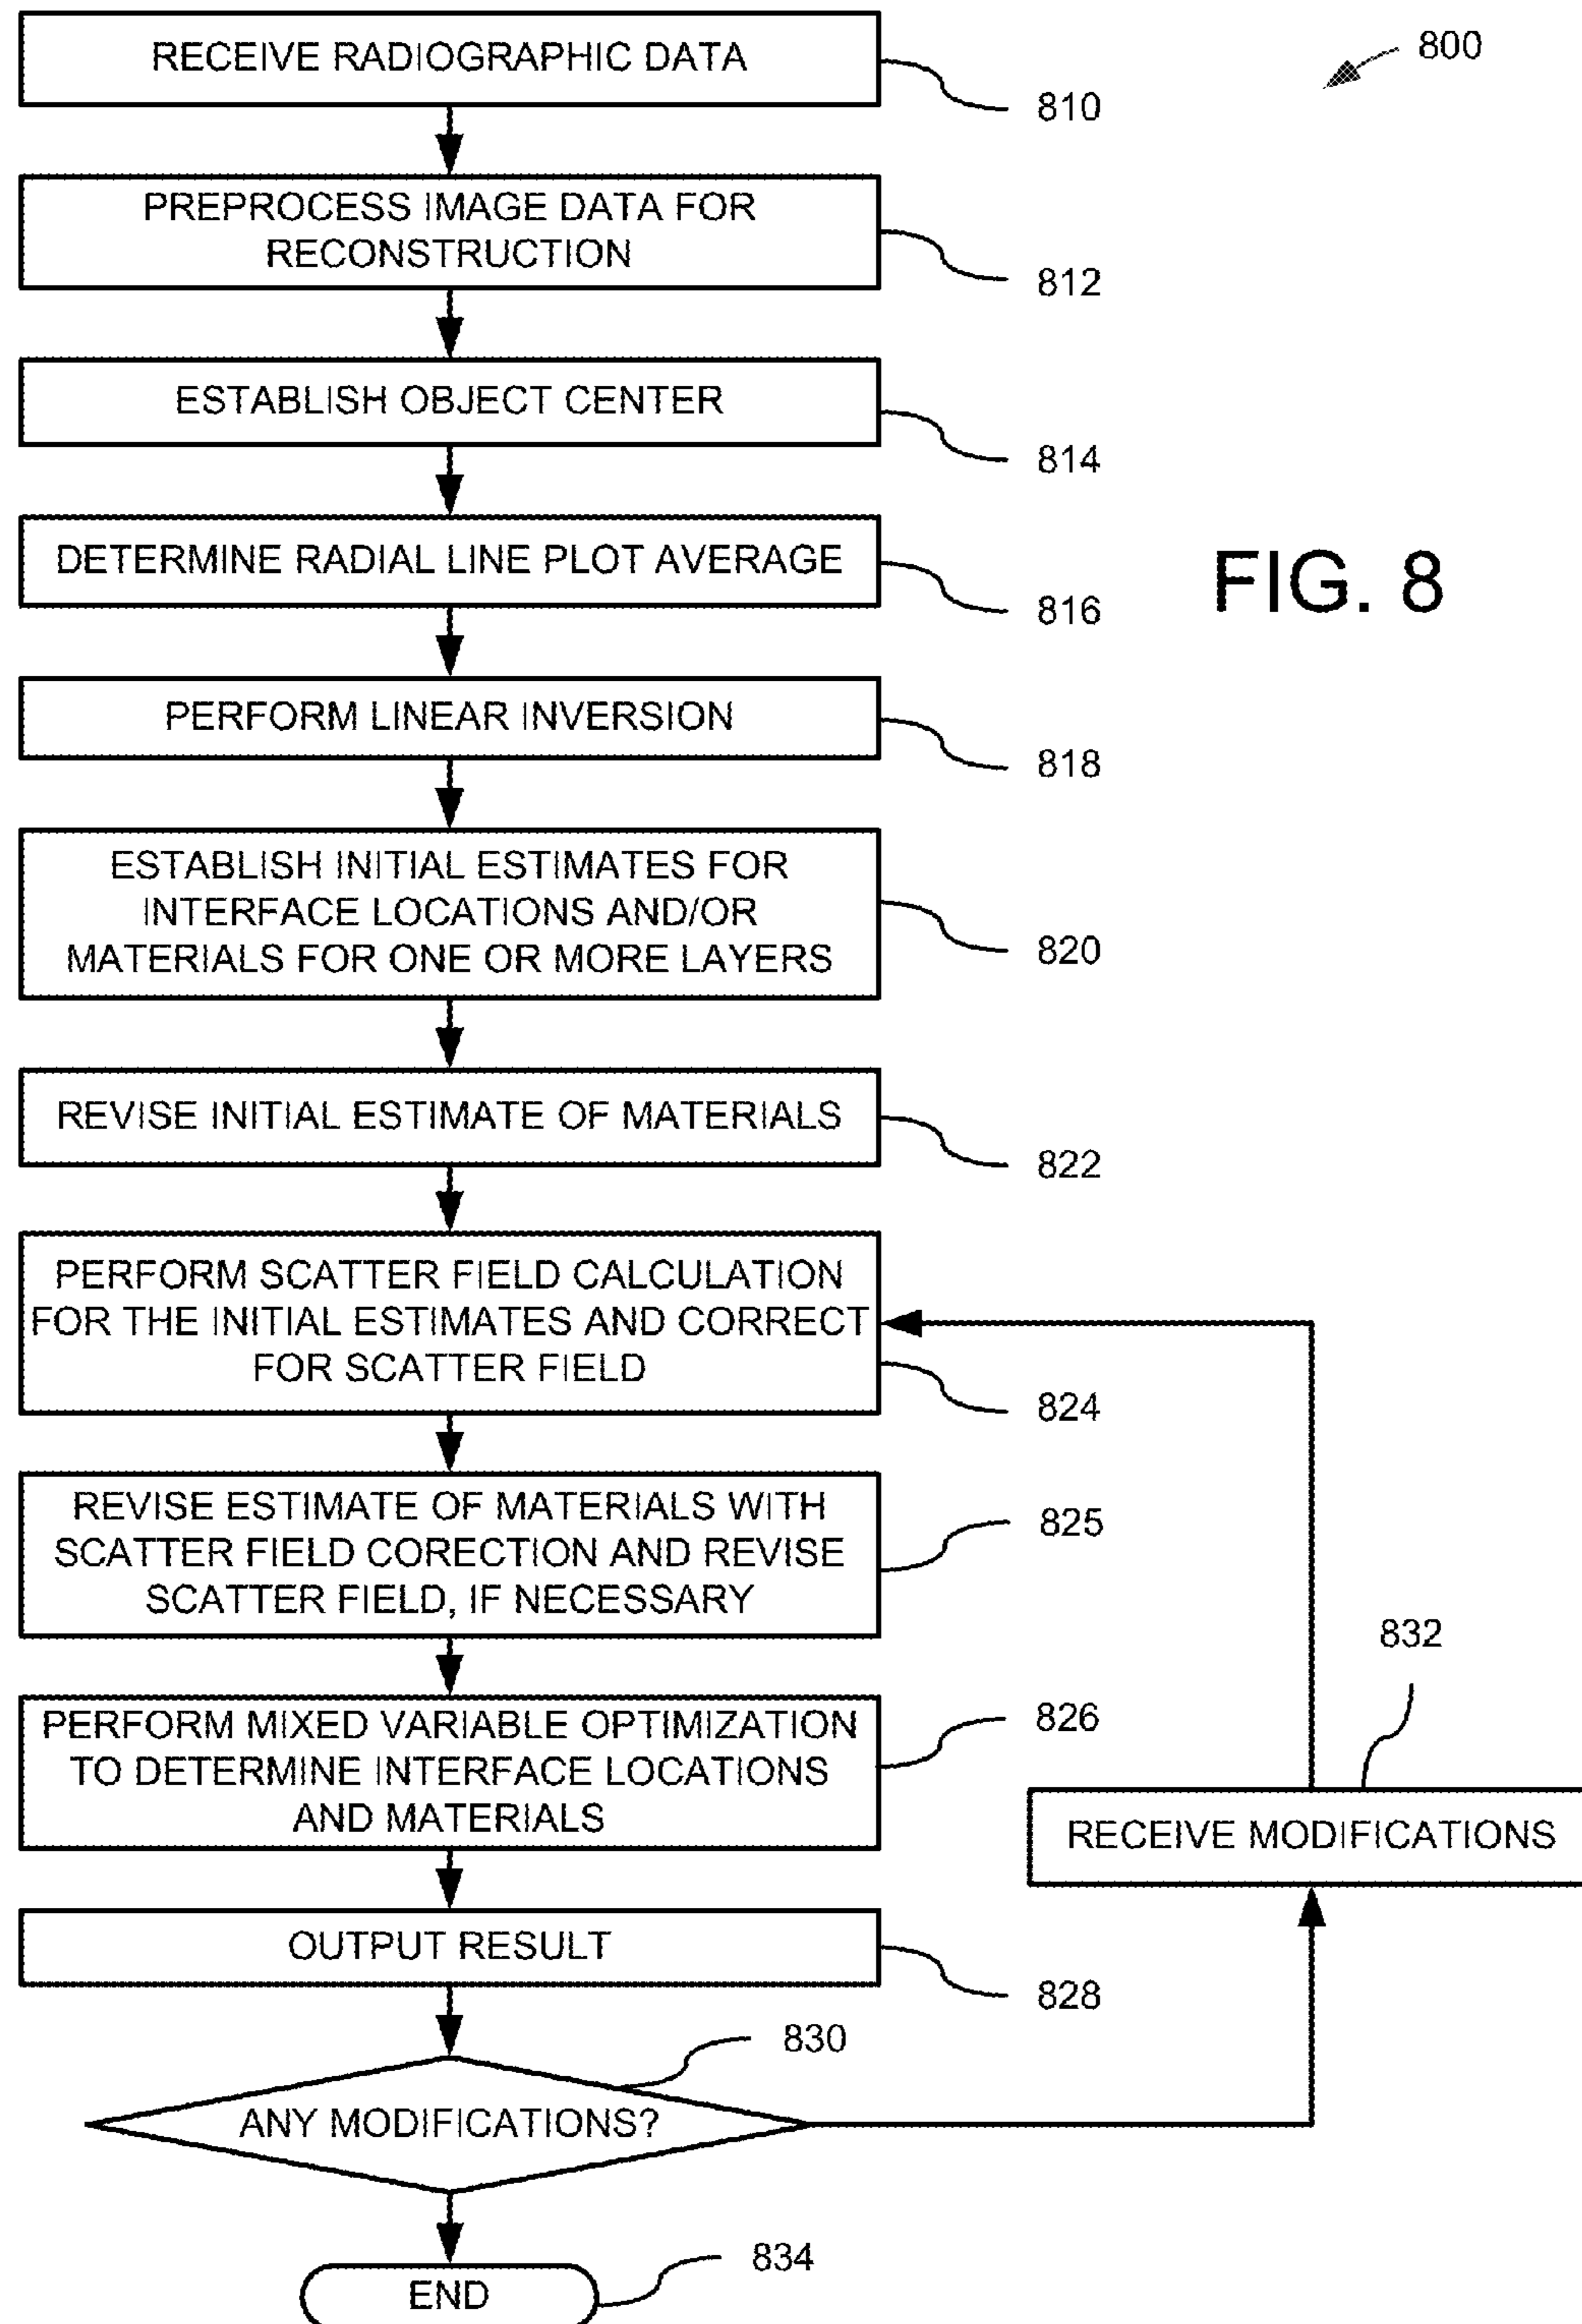 RECEIVE RADIOGRAPHIC DATA
810
800
PREPROCESS IMAGE DATA FOR
RECONSTRUCTION
812
ESTABLISH OBJECT CENTER
814
DETERMINE RADIAL LINE PLOT AVERAGE
816
FIG. 8
PERFORM LINEAR INVERSION
818
ESTABLISH INITIAL ESTIMATES FOR
INTERFACE LOCATIONS AND/OR
MATERIALS FOR ONE OR MORE LAYERS
820
REVISE INITIAL ESTIMATE OF MATERIALS
822
PERFORM SCATTER FIELD CALCULATION
FOR THE INITIAL ESTIMATES AND CORRECT
FOR SCATTER FIELD
824
REVISE ESTIMATE OF MATERIALS WITH
SCATTER FIELD CORECTION AND REVISE
SCATTER FIELD, IF NECESSARY
825
PERFORM MIXED VARIABLE OPTIMIZATION
TO DETERMINE INTERFACE LOCATIONS
AND MATERIALS
826
832
RECEIVE MODIFICATIONS
OUTPUT RESULT
828
ANY MODIFICATIONS?
830
END
834